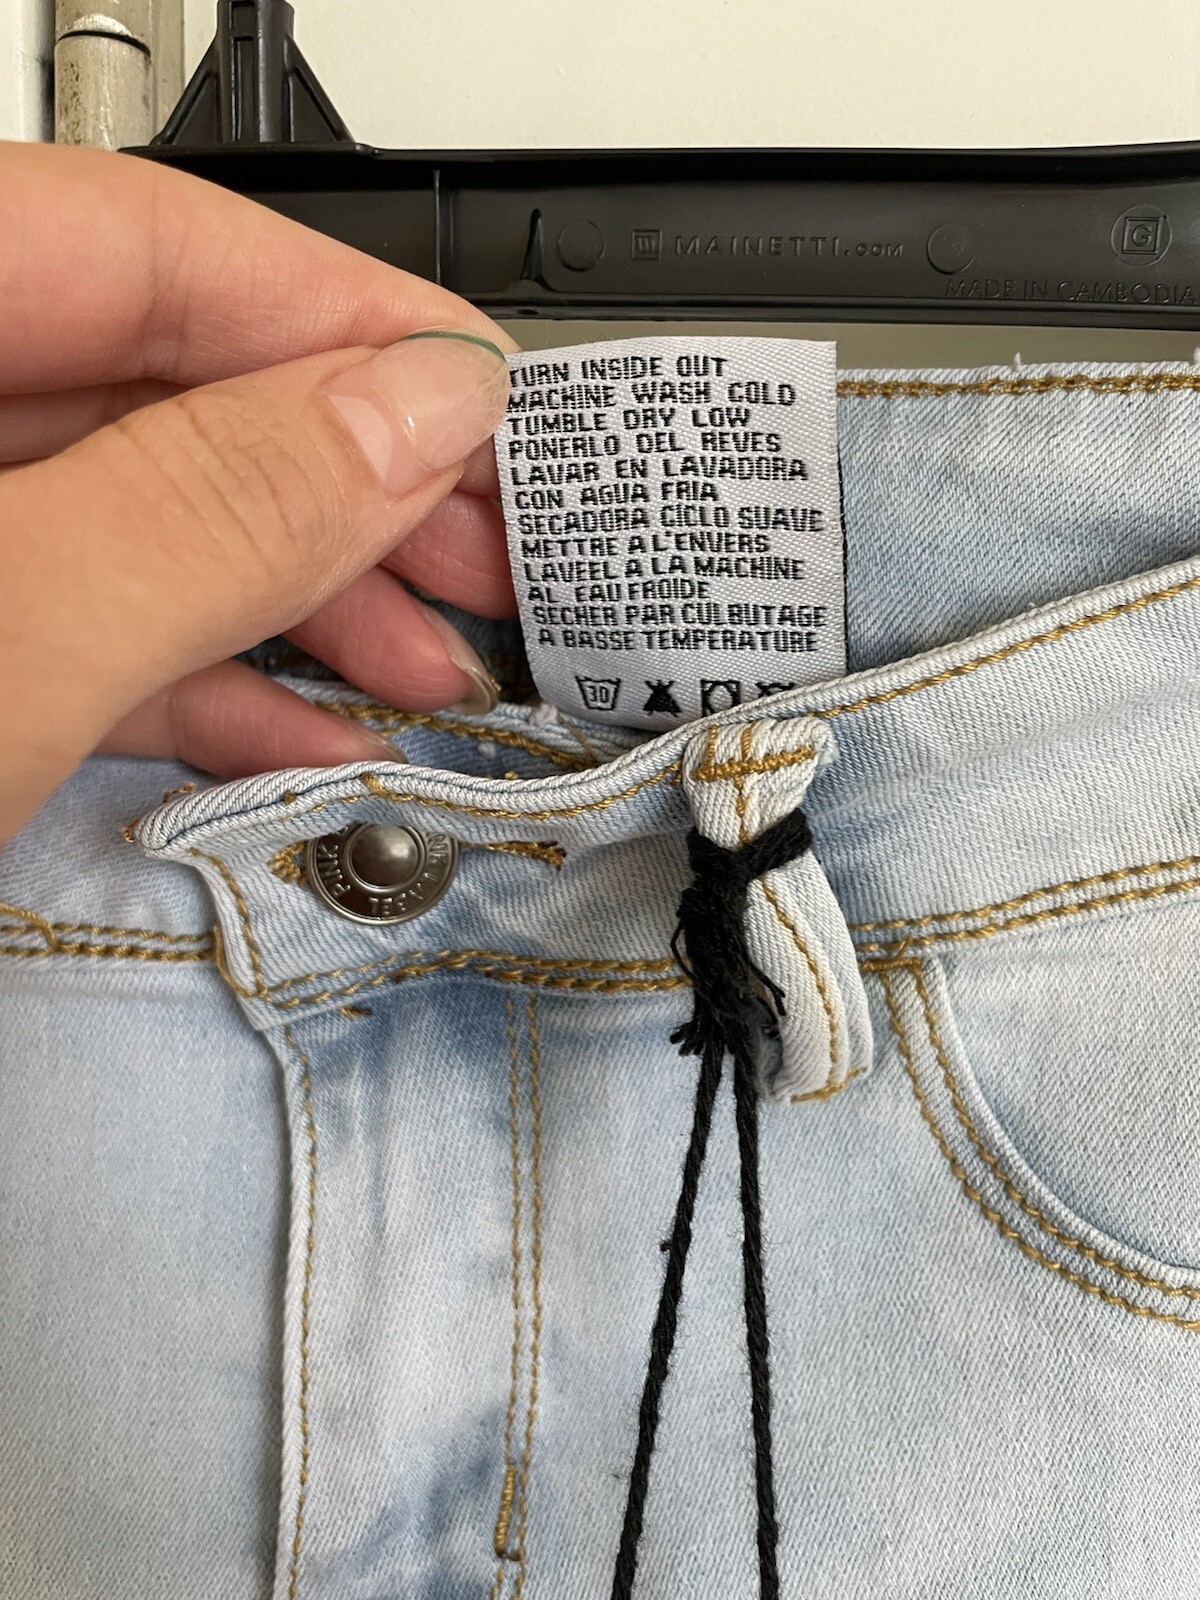 MAINETTI.COM
G
MADE IN CAMBODIA
TURN INSIDE OUT
MACHINE WASH COLD
TUMBLE DRY LOW
PONERLO DEL REVES
LAVAR EN LAVADORA
CON AGUA FRIA
SECADORA CICLO SUAVE
METTRE A L'ENVERS
LAVEEL A LA MACHINE
AL EAU FROIDE
SECHER PAR CULBUTAGE
A BASSE TEMPERATURE
30
PINK LABEL